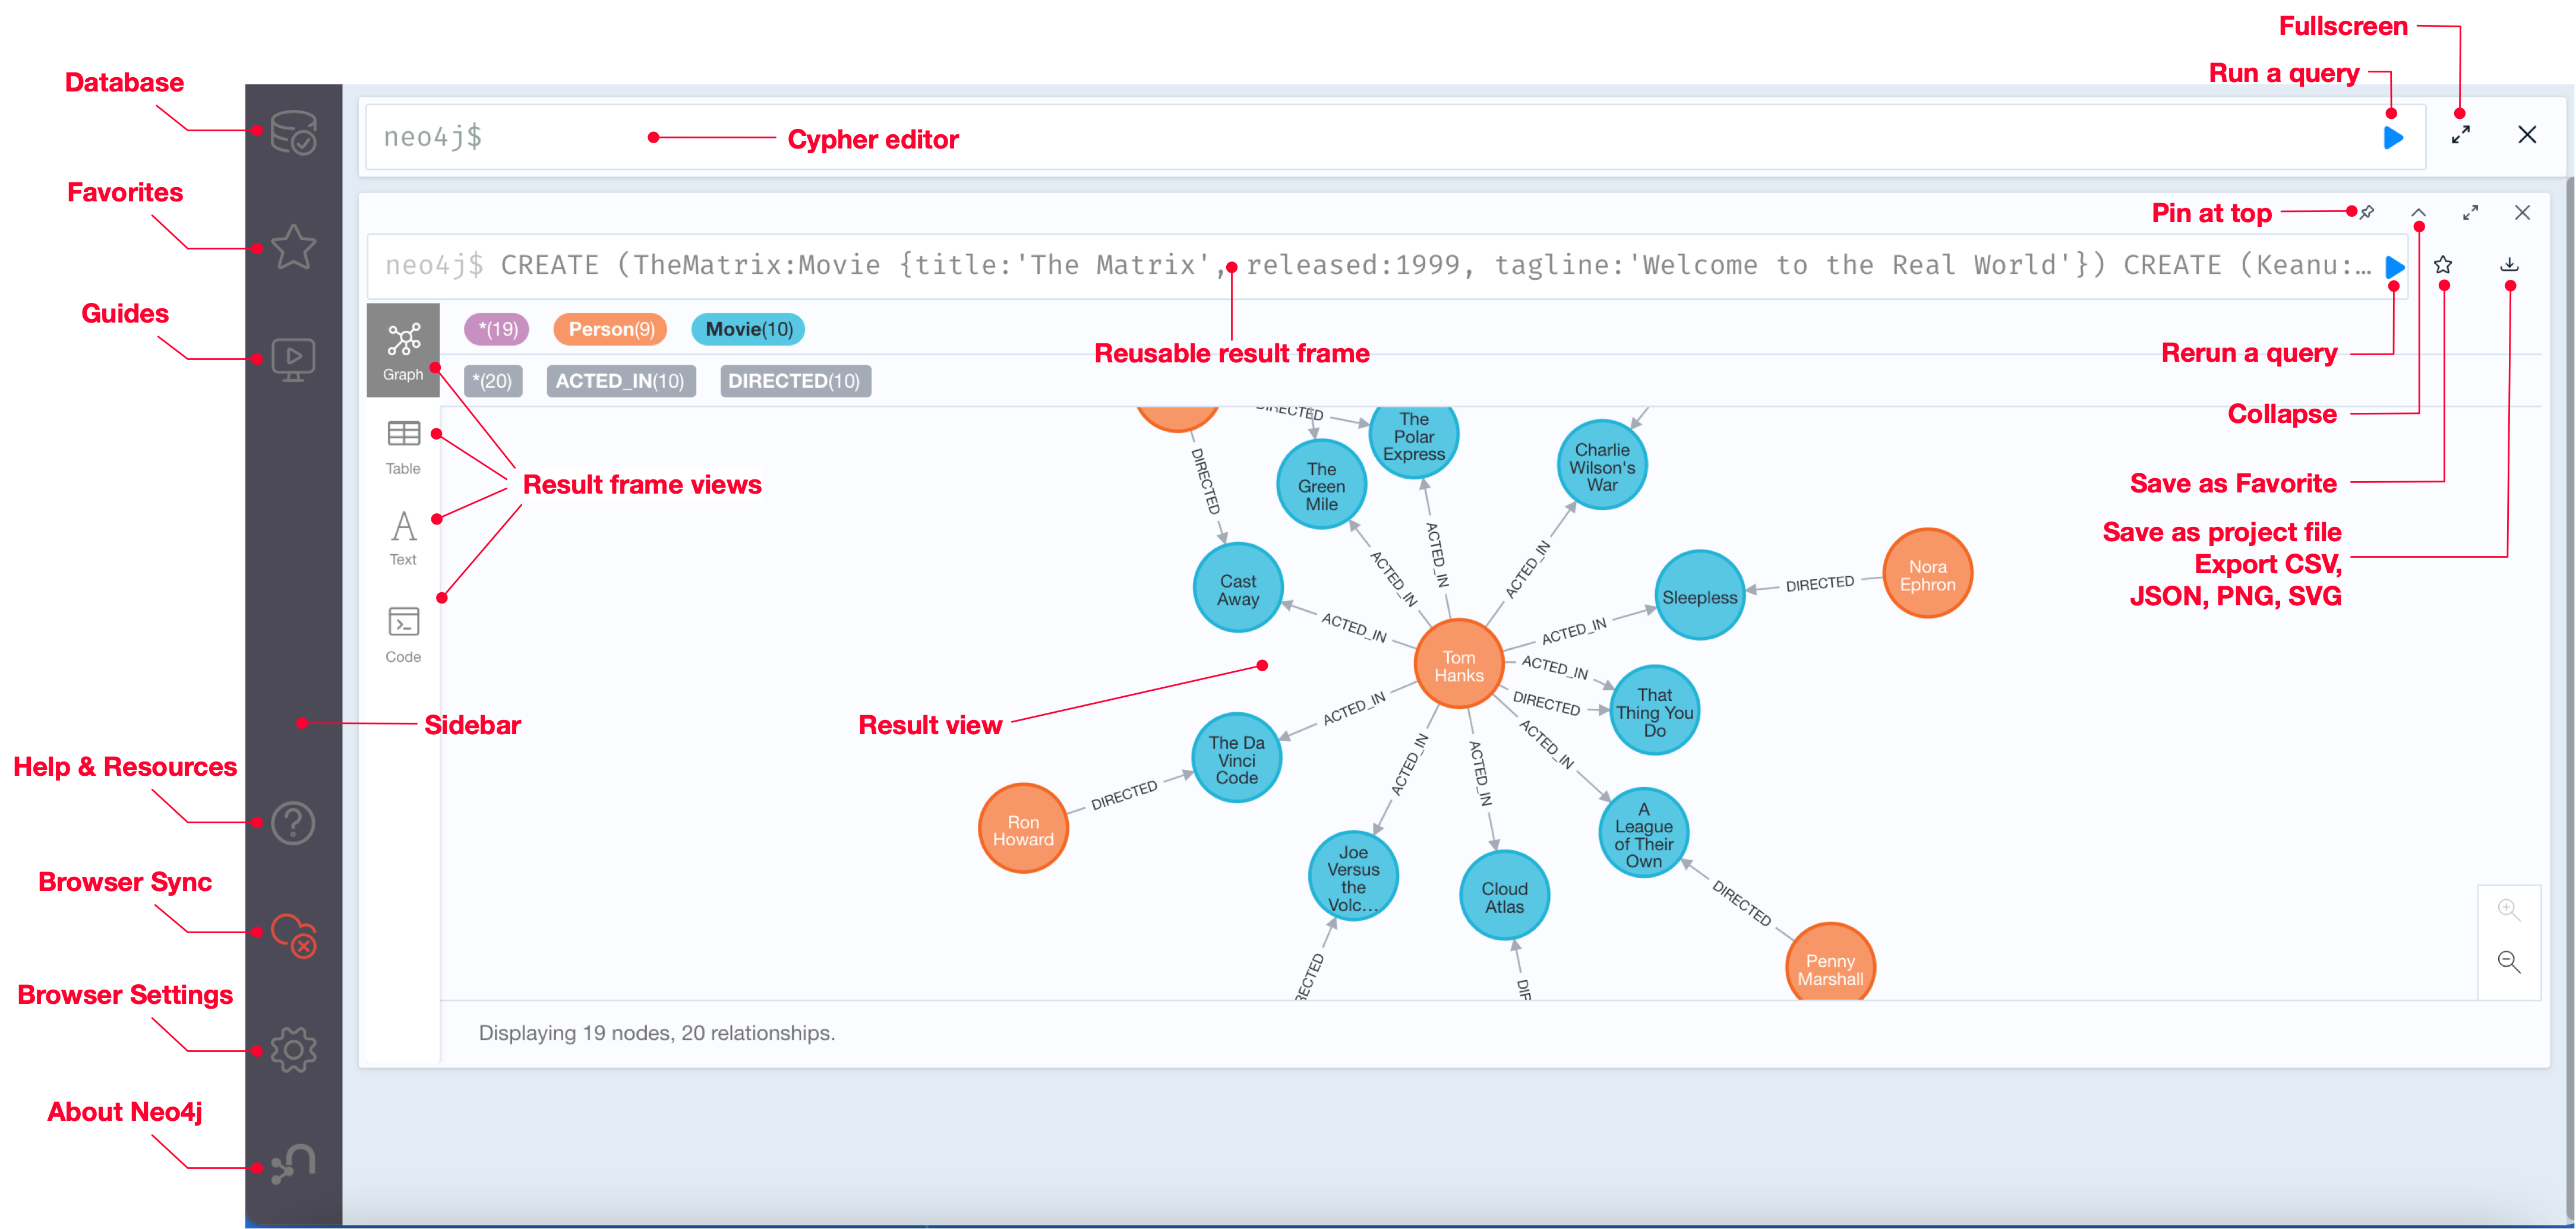 Fullscreen
Run a query
Database
Favorites
Guides
neo4j$
Cypher editor
Pin at top
neo4j$ CREATE (TheMatrix:Movie {title:'The Matrix', released:1999, tagline:'Welcome to the Real World'}) CREATE (Keanu:…
*(19) Person(9) Movie(10)
Reusable result frame
Rerun a query
Graph
*(20) ACTED_IN(10) DIRECTED(10)
Collapse
Save as Favorite
Save as project file
Export CSV,
JSON, PNG, SVG
Table
Text
Code
Result frame views
Sidebar
Result view
DIRECTED
The
Polar
Express
The
Green
Mile
Charlie
Wilson's
War
DIRECTED
Cast
Away
ACTED_IN
ACTED_IN
ACTED_IN
ACTED_IN
Tom
Hanks
ACTED_IN
Sleepless
DIRECTED
Nora
Ephron
ACTED_IN
DIRECTED
That
Thing You
Do
ACTED_IN
ACTED_IN
ACTED_IN
ACTED_IN
The Da
Vinci
Code
DIRECTED
Ron
Howard
Joe
Versus
the
Volc…
Cloud
Atlas
A
League
of Their
Own
DIRECTED
Penny
Marshall
RECTED
DIR
Help & Resources
Browser Sync
Browser Settings
About Neo4j
Displaying 19 nodes, 20 relationships.